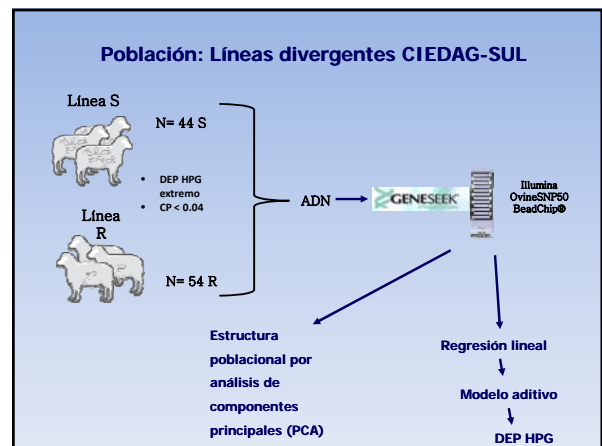 Población: Líneas divergentes CIEDAG-SUL
Línea S
N= 44 S
• DEP HPG
extremo
• CP < 0.04
Línea
R
N= 54 R
ADN
GENESEEK
Illumina
OvineSNP50
BeadChip®
Estructura
poblacional por
análisis de
componentes
principales (PCA)
Regresión lineal
Modelo aditivo
DEP HPG